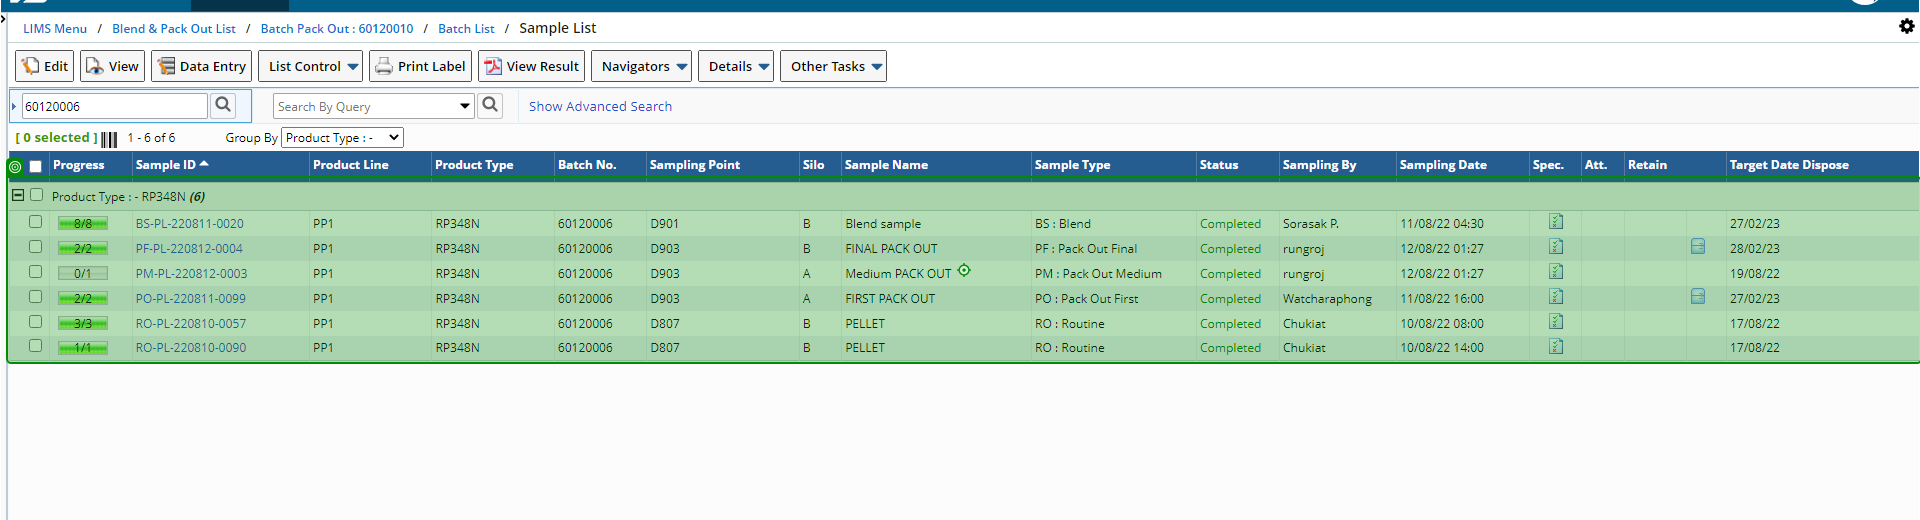 LIMS Menu / Blend & Pack Out List / Batch Pack Out : 60120010 / Batch List / Sample List
Edit View Data Entry List Control Print Label View Result Navigators Details Other Tasks
60120006 Search By Query Show Advanced Search
[ 0 selected ] 1 - 6 of 6 Group By Product Type : -
Progress Sample ID Product Line Product Type Batch No. Sampling Point Silo Sample Name Sample Type Status Sampling By Sampling Date Spec. Att. Retain Target Date Dispose
Product Type : - RP348N (6)
8/8 BS-PL-220811-0020 PP1 RP348N 60120006 D901 B Blend sample BS : Blend Completed Sorasak P. 11/08/22 04:30 27/02/23
2/2 PF-PL-220812-0004 PP1 RP348N 60120006 D903 B FINAL PACK OUT PF : Pack Out Final Completed rungroj 12/08/22 01:27 28/02/23
0/1 PM-PL-220812-0003 PP1 RP348N 60120006 D903 A Medium PACK OUT PM : Pack Out Medium Completed rungroj 12/08/22 01:27 19/08/22
2/2 PO-PL-220811-0099 PP1 RP348N 60120006 D903 A FIRST PACK OUT PO : Pack Out First Completed Watcharaphong 11/08/22 16:00 27/02/23
3/3 RO-PL-220810-0057 PP1 RP348N 60120006 D807 B PELLET RO : Routine Completed Chukiat 10/08/22 08:00 17/08/22
1/1 RO-PL-220810-0090 PP1 RP348N 60120006 D807 B PELLET RO : Routine Completed Chukiat 10/08/22 14:00 17/08/22